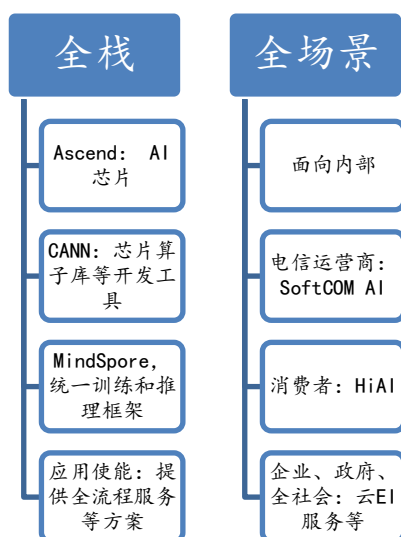 全栈
Ascend： AI
芯片
CANN：芯片算
子库等开发工
具
MindSpore，
统一训练和推
理框架
应用使能：提
供全流程服务
等方案
全场景
面向内部
电信运营商：
SoftCOM AI
消费者：HiAI
企业、政府、
全社会：云EI
服务等